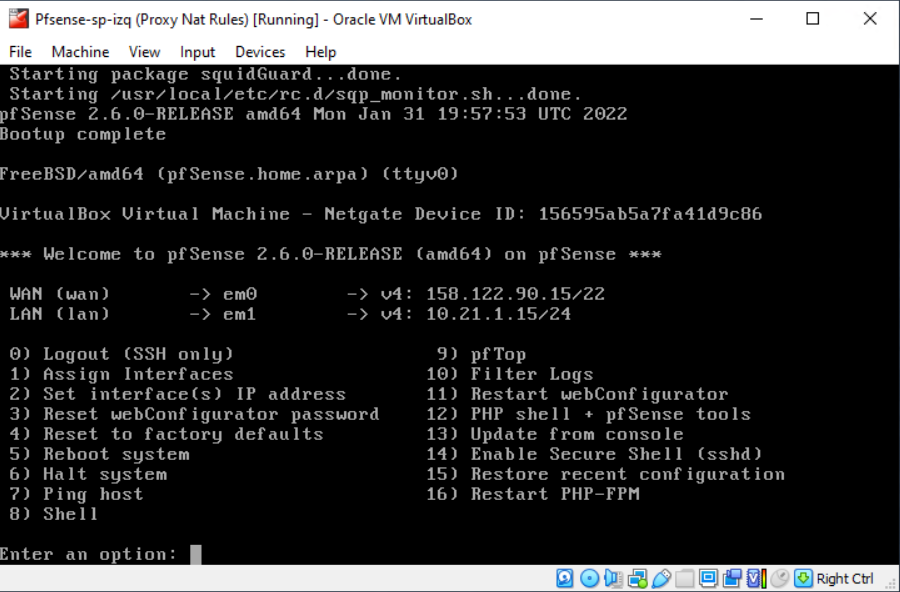 Pfsense-sp-izq (Proxy Nat Rules) [Running] - Oracle VM VirtualBox
File Machine View Input Devices Help
Starting package squidGuard...done.
Starting /usr/local/etc/rc.d/sqp_monitor.sh...done.
pfSense 2.6.0-RELEASE amd64 Mon Jan 31 19:57:53 UTC 2022
Bootup complete
FreeBSD/amd64 (pfSense.home.arpa) (ttyv0)
VirtualBox Virtual Machine - Netgate Device ID: 156595ab5a7fa41d9c86
*** Welcome to pfSense 2.6.0-RELEASE (amd64) on pfSense ***
WAN (wan) -> em0 -> v4: 158.122.90.15/22
LAN (lan) -> em1 -> v4: 10.21.1.15/24
0) Logout (SSH only) 9) pfTop
1) Assign Interfaces 10) Filter Logs
2) Set interface(s) IP address 11) Restart webConfigurator
3) Reset webConfigurator password 12) PHP shell + pfSense tools
4) Reset to factory defaults 13) Update from console
5) Reboot system 14) Enable Secure Shell (sshd)
6) Halt system 15) Restore recent configuration
7) Ping host 16) Restart PHP-FPM
8) Shell
Enter an option:
Right Ctrl